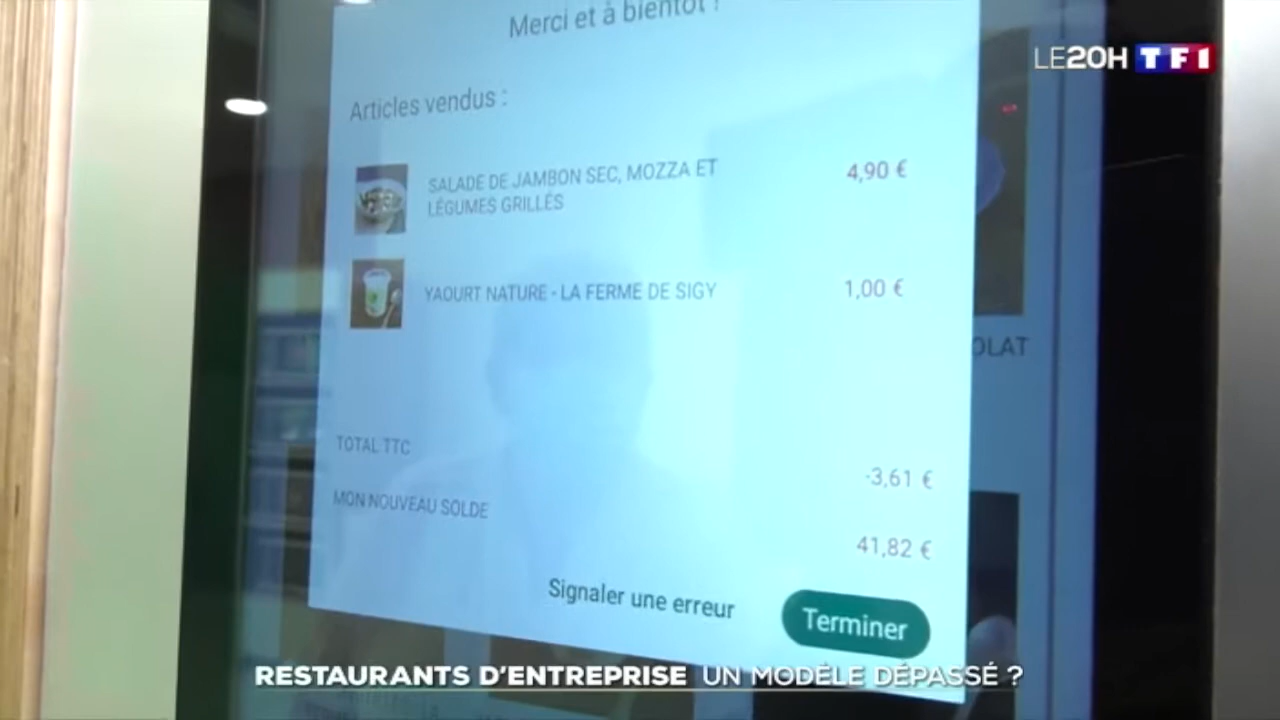 Merci et à bientôt !
LE20H TF1
Articles vendus :
SALADE DE JAMBON SEC, MOZZA ET
LÉGUMES GRILLÉS
4,90 €
YAOURT NATURE - LA FERME DE SIGY
1,00 €
OLAT
TOTAL TTC
-3,61 €
MON NOUVEAU SOLDE
41,82 €
Signaler une erreur
Terminer
RESTAURANTS D'ENTREPRISE UN MODÈLE DÉPASSÉ ?